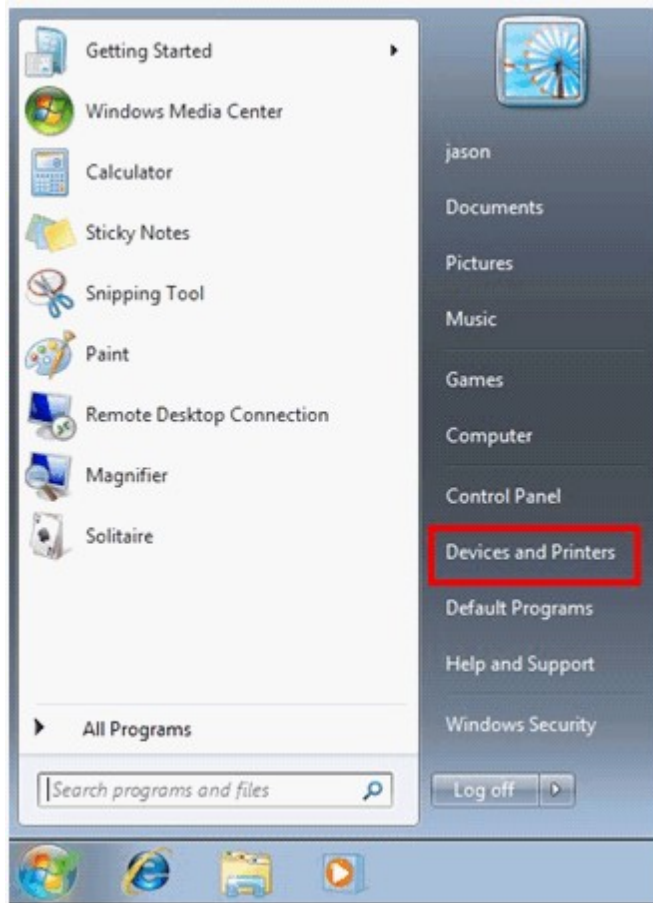 Getting Started
Windows Media Center
Calculator
Sticky Notes
Snipping Tool
Paint
Remote Desktop Connection
Magnifier
Solitaire
All Programs
Search programs and files
jason
Documents
Pictures
Music
Games
Computer
Control Panel
Devices and Printers
Default Programs
Help and Support
Windows Security
Log off